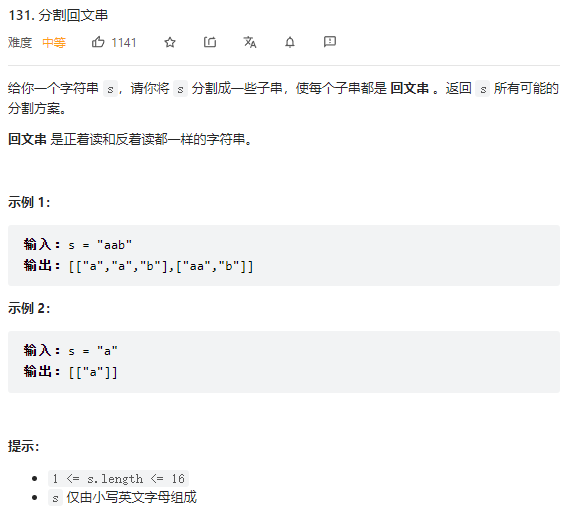 131. 分割回文串
难度 中等 1141
给你一个字符串 s，请你将 s 分割成一些子串，使每个子串都是 回文串 。返回 s 所有可能的
分割方案。
回文串 是正着读和反着读都一样的字符串。
示例 1：
输入：s = "aab"
输出：[["a","a","b"],["aa","b"]]
示例 2：
输入：s = "a"
输出：[["a"]]
提示：
1 <= s.length <= 16
s 仅由小写英文字母组成